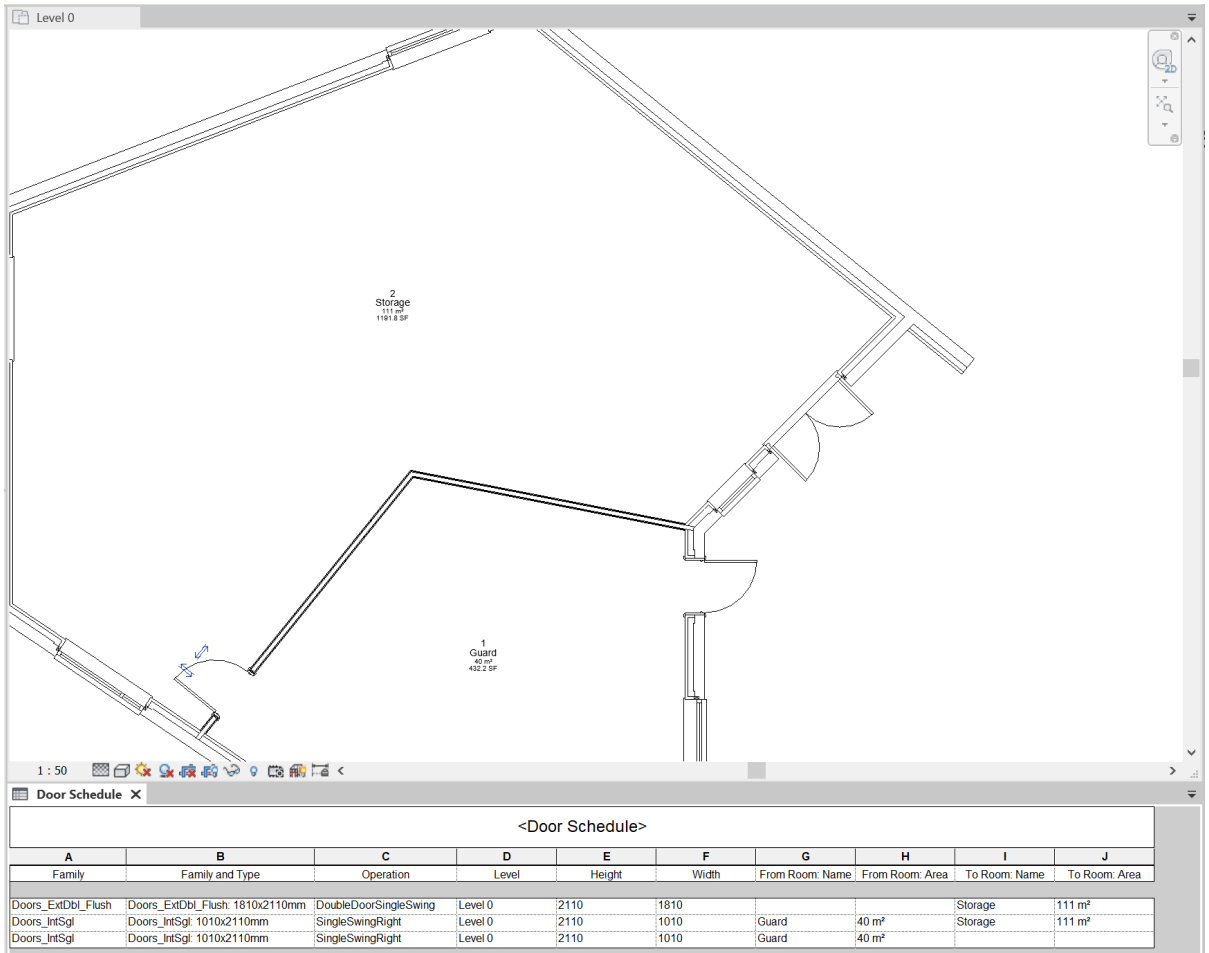 Level 0
2D
2
Storage
111 m²
1191.8 SF
1
Guard
40 m²
432.2 SF
1 : 50
Door Schedule
<Door Schedule>
A B C D E F G H I J
Family Family and Type Operation Level Height Width From Room: Name From Room: Area To Room: Name To Room: Area
Doors_ExtDbl_Flush Doors_ExtDbl_Flush: 1810x2110mm DoubleDoorSingleSwing Level 0 2110 1810 Storage 111 m²
Doors_IntSgl Doors_IntSgl: 1010x2110mm SingleSwingRight Level 0 2110 1010 Guard 40 m² Storage 111 m²
Doors_IntSgl Doors_IntSgl: 1010x2110mm SingleSwingRight Level 0 2110 1010 Guard 40 m²